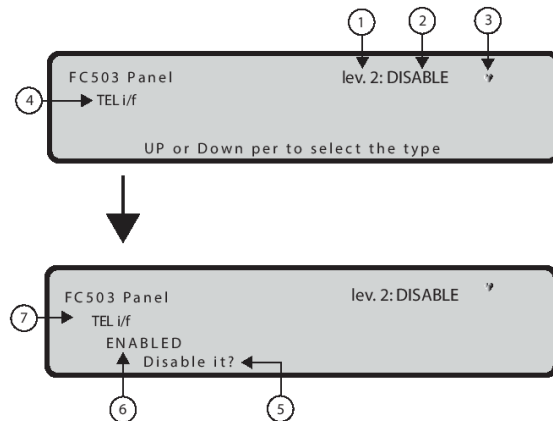 1 2 3
FC503 Panel lev. 2: DISABLE
4 TEL i/f
UP or Down per to select the type
FC503 Panel lev. 2: DISABLE
7 TEL i/f
ENABLED
Disable it?
6 5